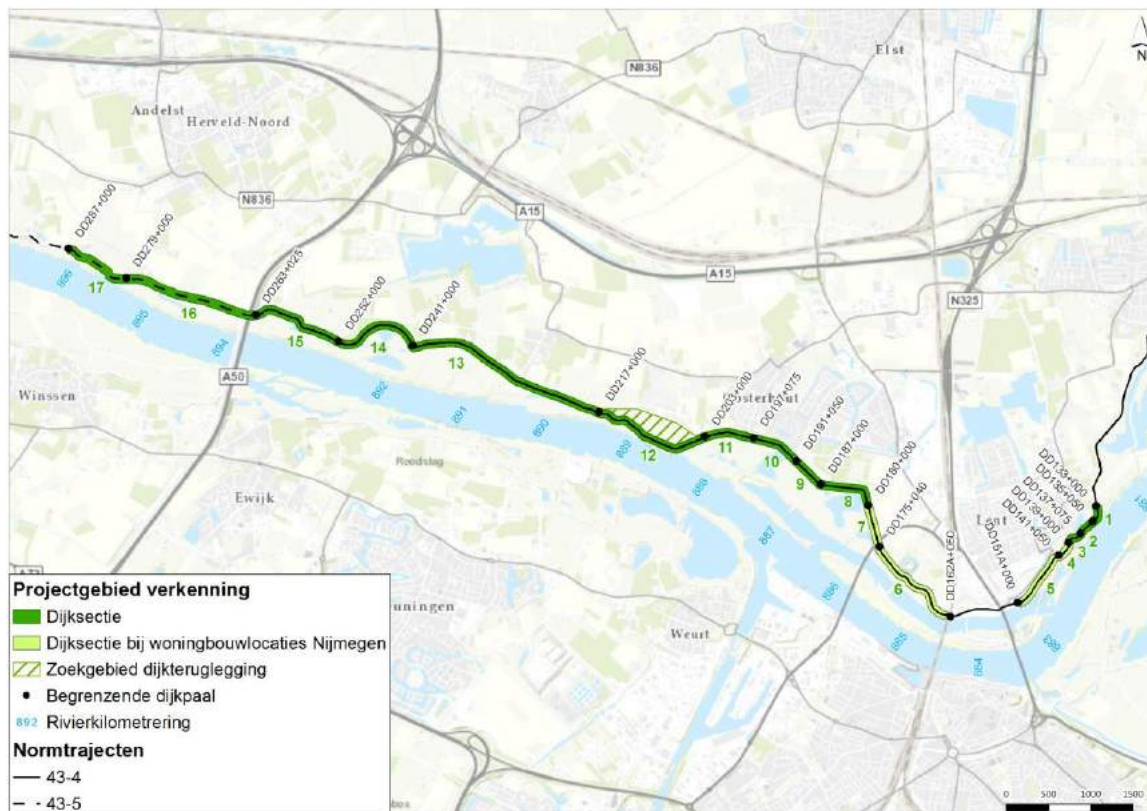 N
N836
Elst
Andelst
Herveld-Noord
N836
A15
A15
N325
DD287+000
DD279+000
DD263+025
DD252+000
DD241+000
DD217+000
DD203+000
DD197+075
DD191+050
DD187+000
DD180+000
DD175+040
DD162A+050
DD151A+000
DD141+050
DD139+000
DD137+075
DD135+050
DD133+000
17
16
15
14
13
12
11
10
9
8
7
6
5
4
3
2
1
896
895
894
892
891
890
889
888
887
886
885
884
883
A50
Winssen
Ewijk
Weurt
Projectgebied verkenning
Dijksectie
Dijksectie bij woningbouwlocaties Nijmegen
Zoekgebied dijkteruglegging
Begrenzende dijkpaal
892 Rivierkilometrering
Normtrajecten
43-4
43-5
0 500 1000 1500